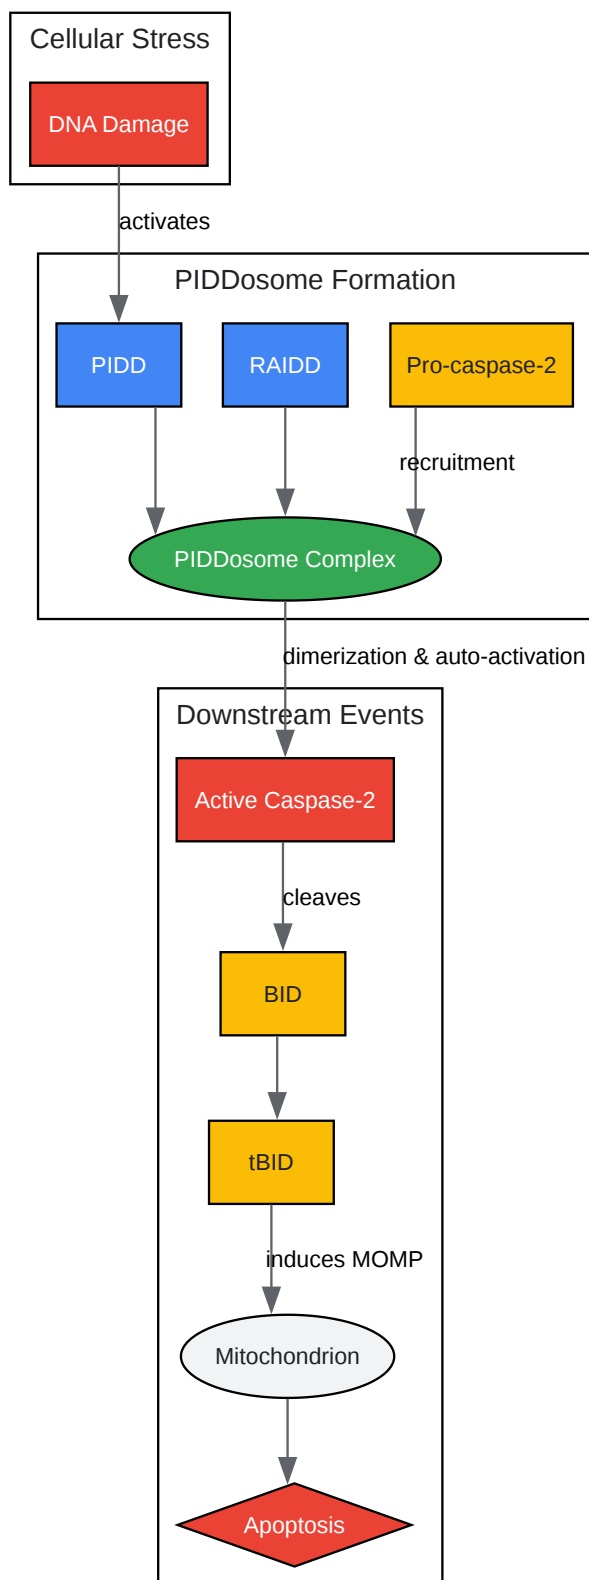 Cellular Stress
DNA Damage
activates
PIDDosome Formation
PIDD
RAIDD
Pro-caspase-2
recruitment
PIDDosome Complex
dimerization & auto-activation
Downstream Events
Active Caspase-2
cleaves
BID
tBID
induces MOMP
Mitochondrion
Apoptosis